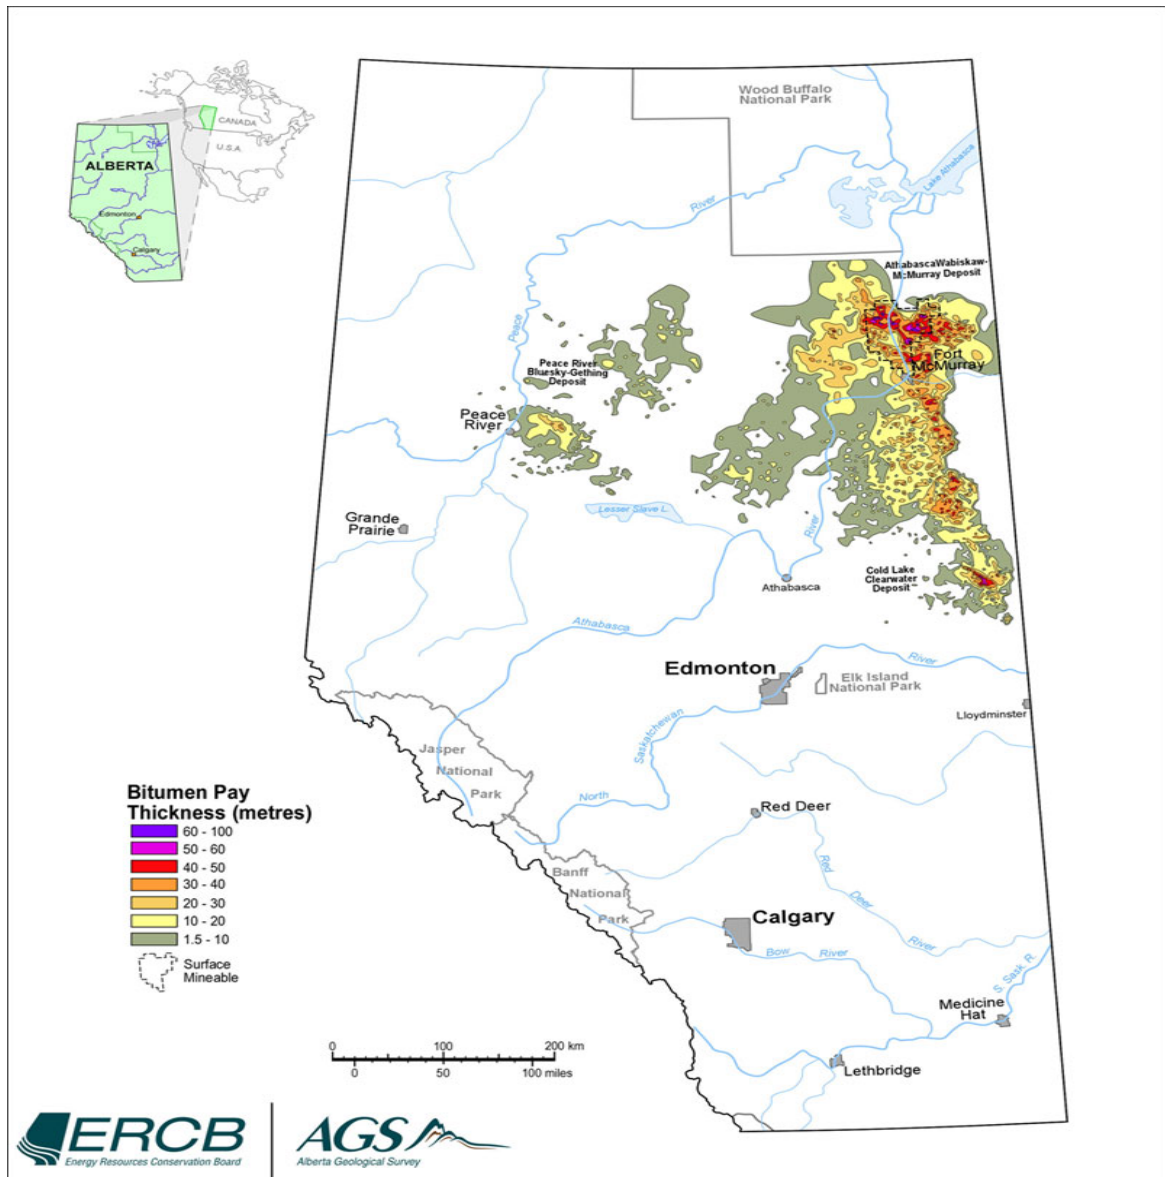 CANADA
U.S.A.
ALBERTA
Edmonton
Calgary
Wood Buffalo
National Park
Lake Athabasca
River
Peace
AthabascaWabiskaw-
McMurray Deposit
Fort
McMurray
Peace River
Bluesky-Gething
Deposit
Peace
River
Grande
Prairie
Lesser Slave L.
River
Athabasca
Cold Lake
Clearwater
Deposit
Athabasca
Edmonton
River
Elk Island
National Park
Lloydminster
Saskatchewan
North
Jasper
National
Park
Red Deer
Red
Deer
River
Banff
National
Park
Calgary
Bow River
S. Sask. R.
Medicine
Hat
Lethbridge
Bitumen Pay
Thickness (metres)
60 - 100
50 - 60
40 - 50
30 - 40
20 - 30
10 - 20
1.5 - 10
Surface
Mineable
0 100 200 km
0 50 100 miles
ERCB
Energy Resources Conservation Board
AGS
Alberta Geological Survey